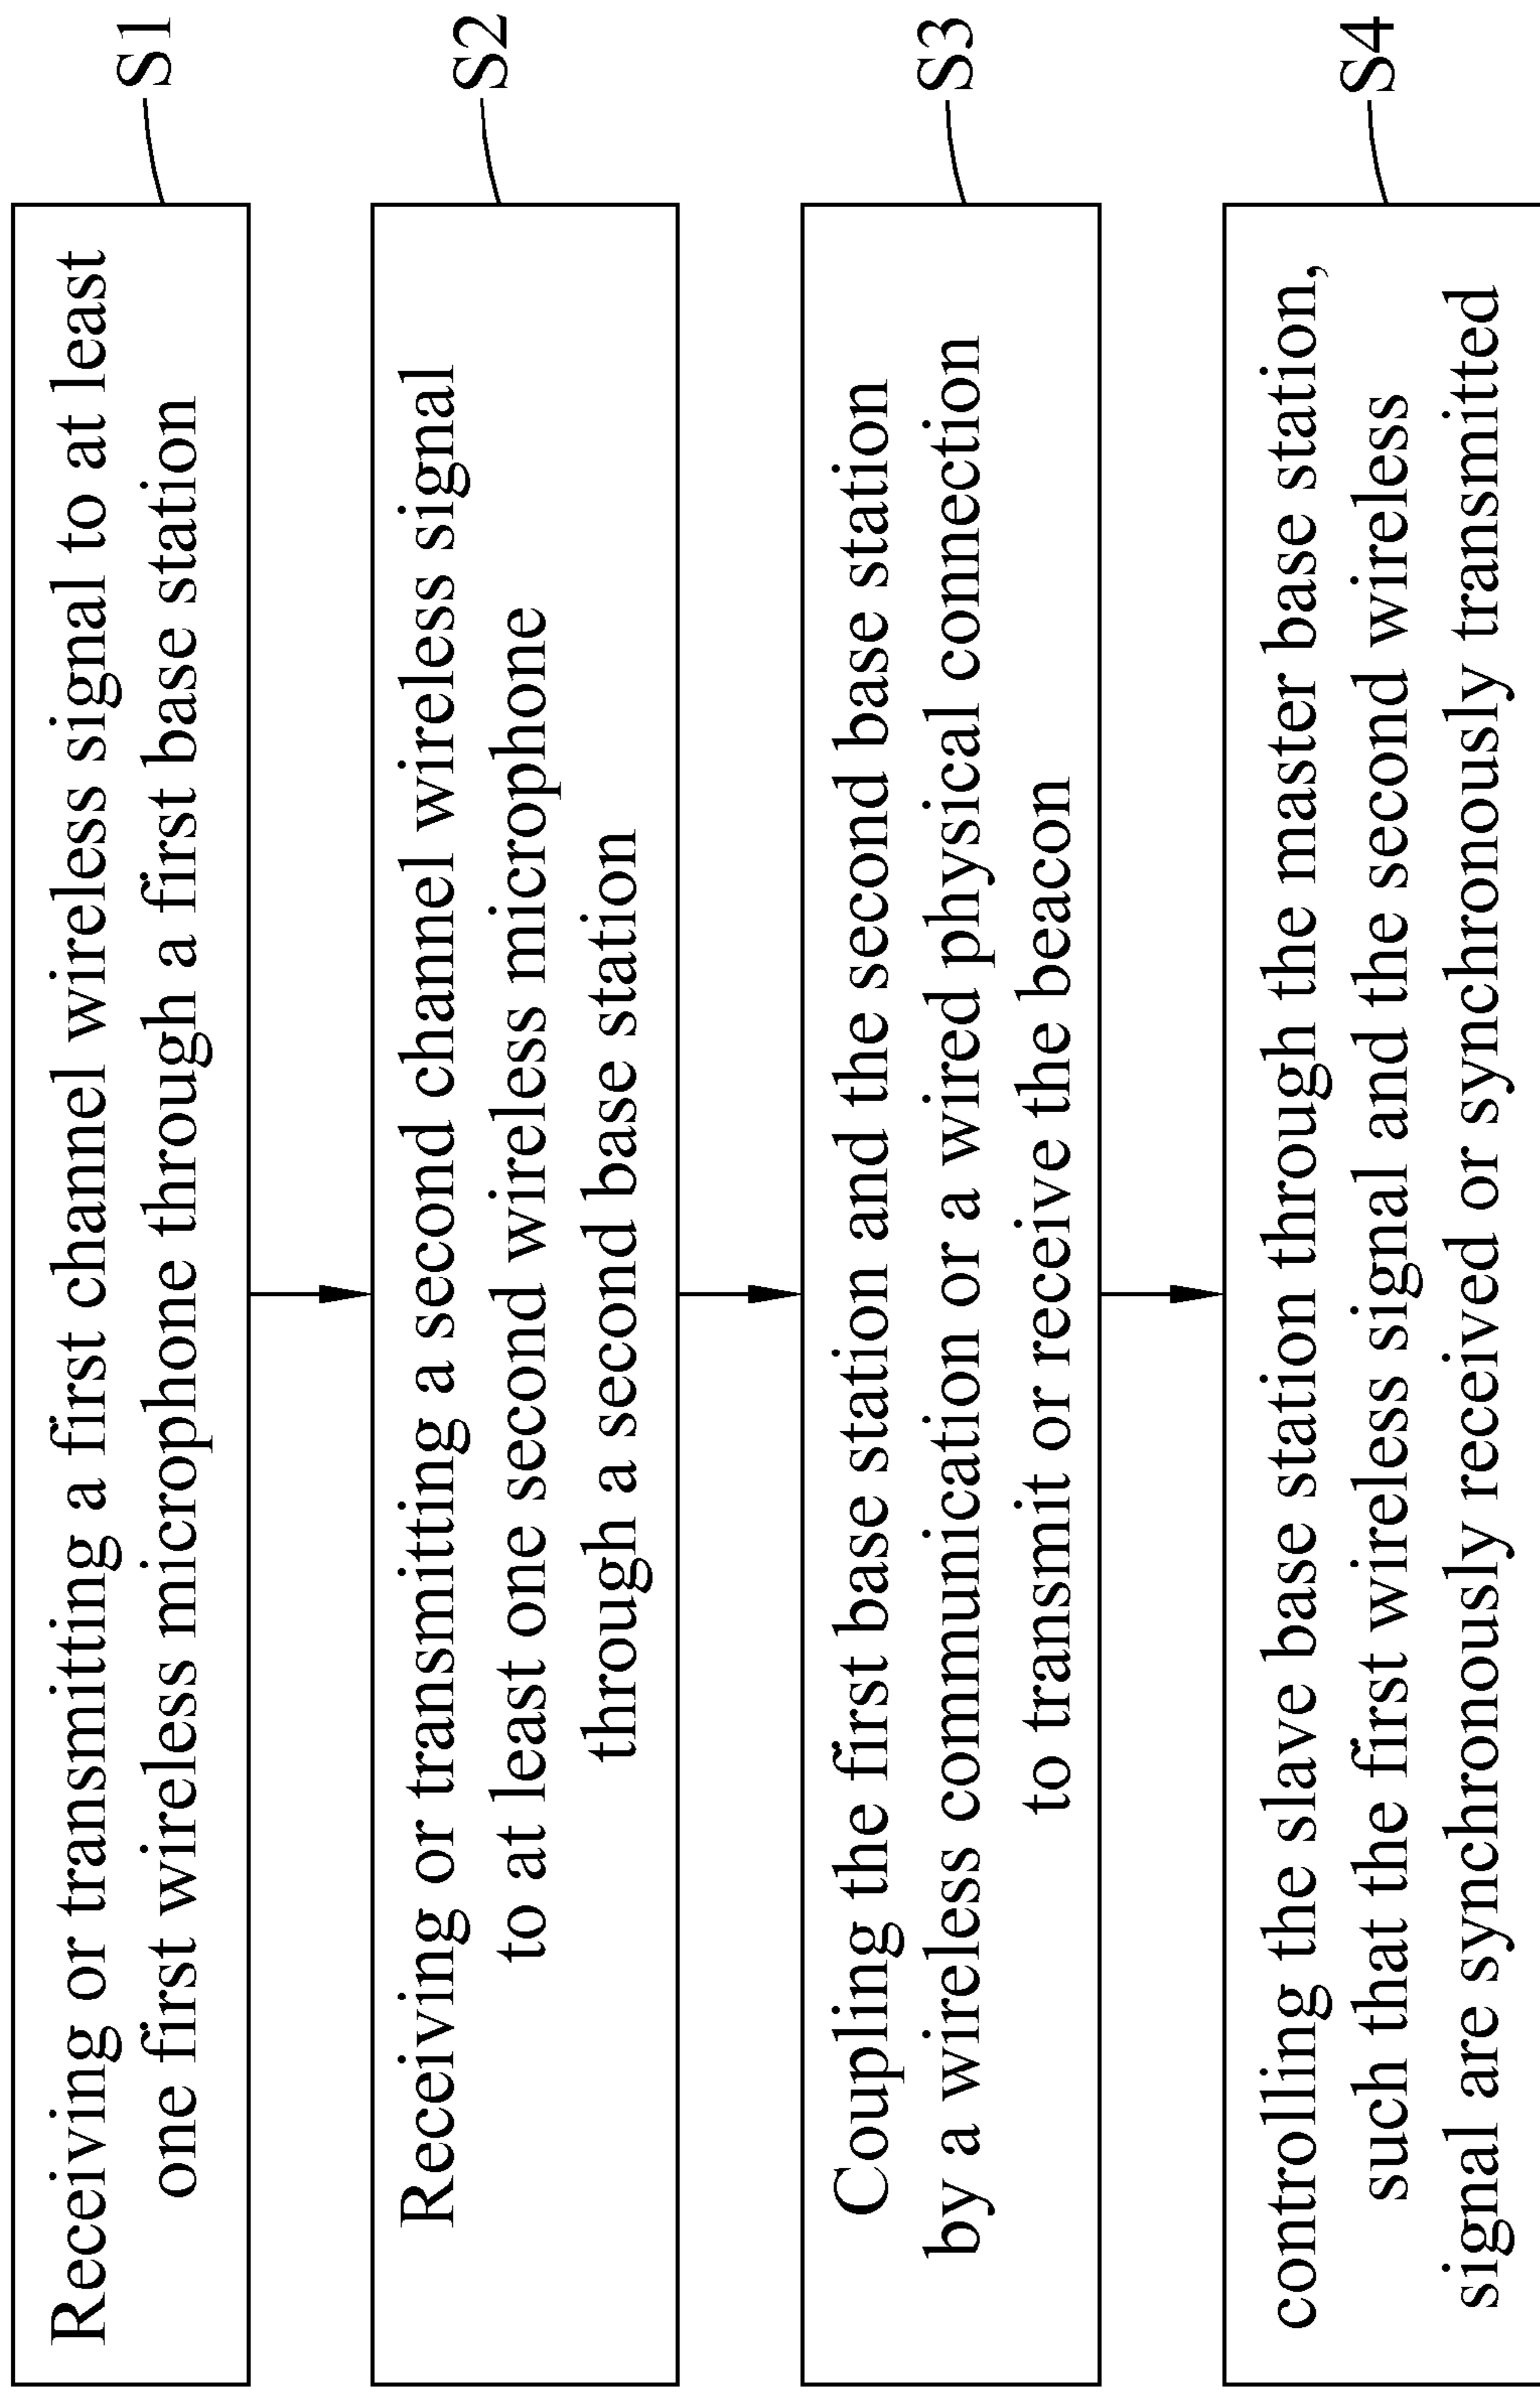 Receiving or transmitting a first channel wireless signal to at least
one first wireless microphone through a first base station
S1
Receiving or transmitting a second channel wireless signal
to at least one second wireless microphone
through a second base station
S2
Coupling the first base station and the second base station
by a wireless communication or a wired physical connection
to transmit or receive the beacon
S3
controlling the slave base station through the master base station,
such that the first wireless signal and the second wireless
signal are synchronously received or synchronously transmitted
S4